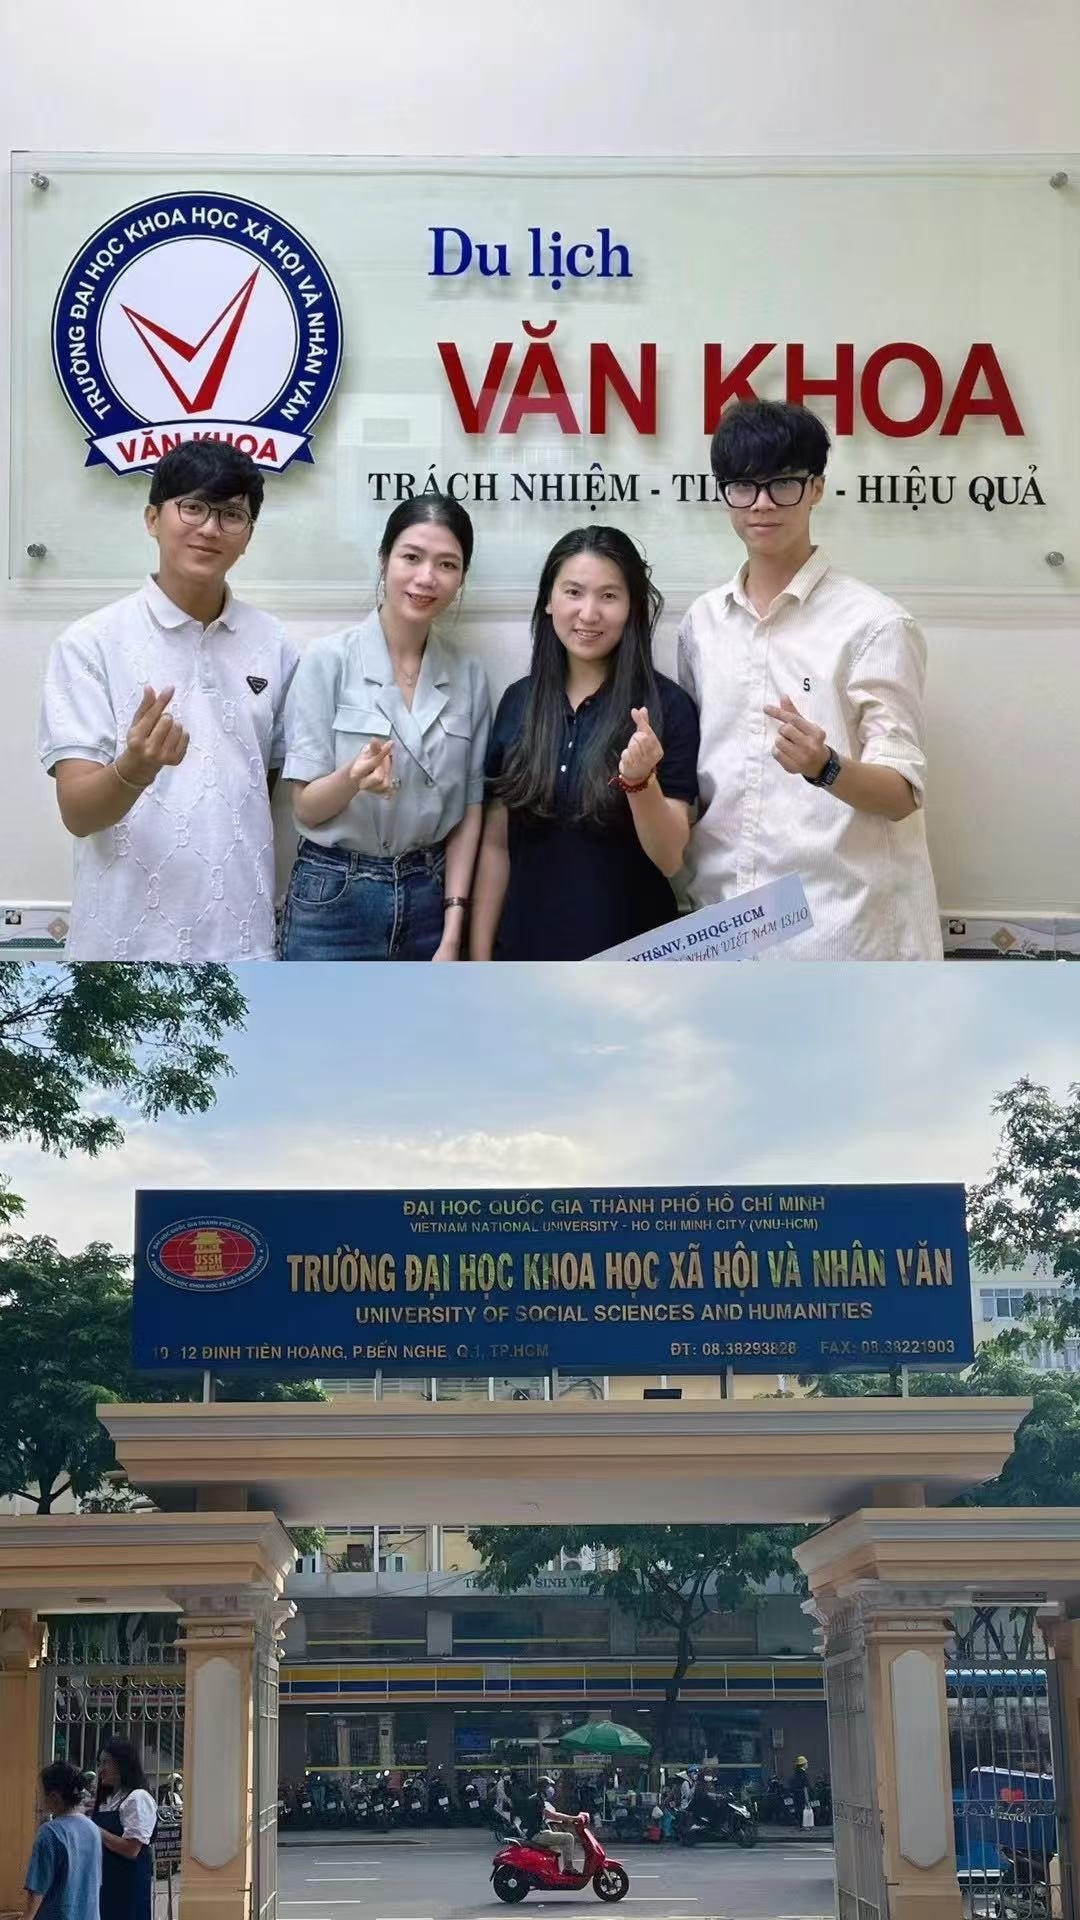 TRƯỜNG ĐẠI HỌC KHOA HỌC XÃ HỘI VÀ NHÂN VĂN
VĂN KHOA
Du lịch
VĂN KHOA
TRÁCH NHIỆM - - HIỆU QUẢ
ĐHQG-HCM
NHÂN VIỆT NAM 13/10
S
ĐẠI HỌC QUỐC GIA THÀNH PHỐ HỒ CHÍ MINH
VIETNAM NATIONAL UNIVERSITY - HO CHI MINH CITY (VNU-HCM)
TRƯỜNG ĐẠI HỌC KHOA HỌC XÃ HỘI VÀ NHÂN VĂN
UNIVERSITY OF SOCIAL SCIENCES AND HUMANITIES
10 -12 ĐINH TIÊN HOÀNG, P.BẾN NGHÉ, Q.1, TP.HCM ĐT: 08.38293828 - FAX: 08.38221903
USSH